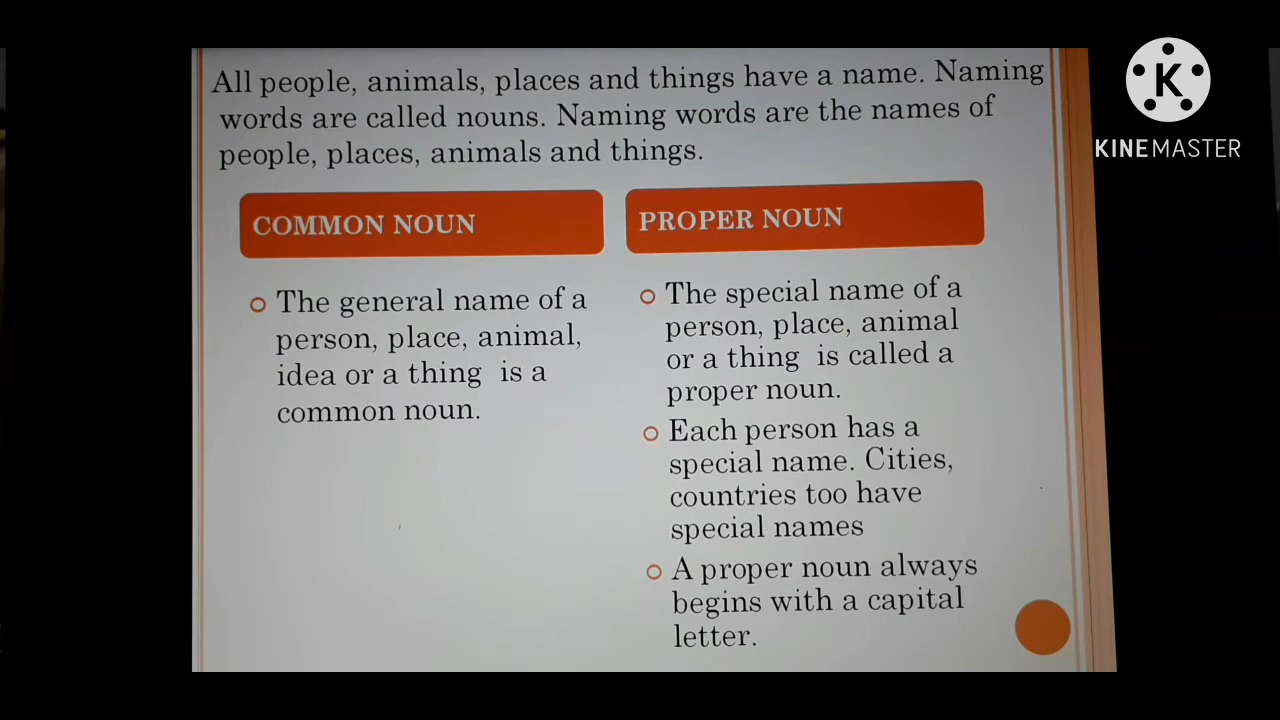 All people, animals, places and things have a name. Naming
words are called nouns. Naming words are the names of
people, places, animals and things.
COMMON NOUN
The general name of a
person, place, animal,
idea or a thing is a
common noun.
PROPER NOUN
The special name of a
person, place, animal
or a thing is called a
proper noun.
Each person has a
special name. Cities,
countries too have
special names
A proper noun always
begins with a capital
letter.
K
KINEMASTER